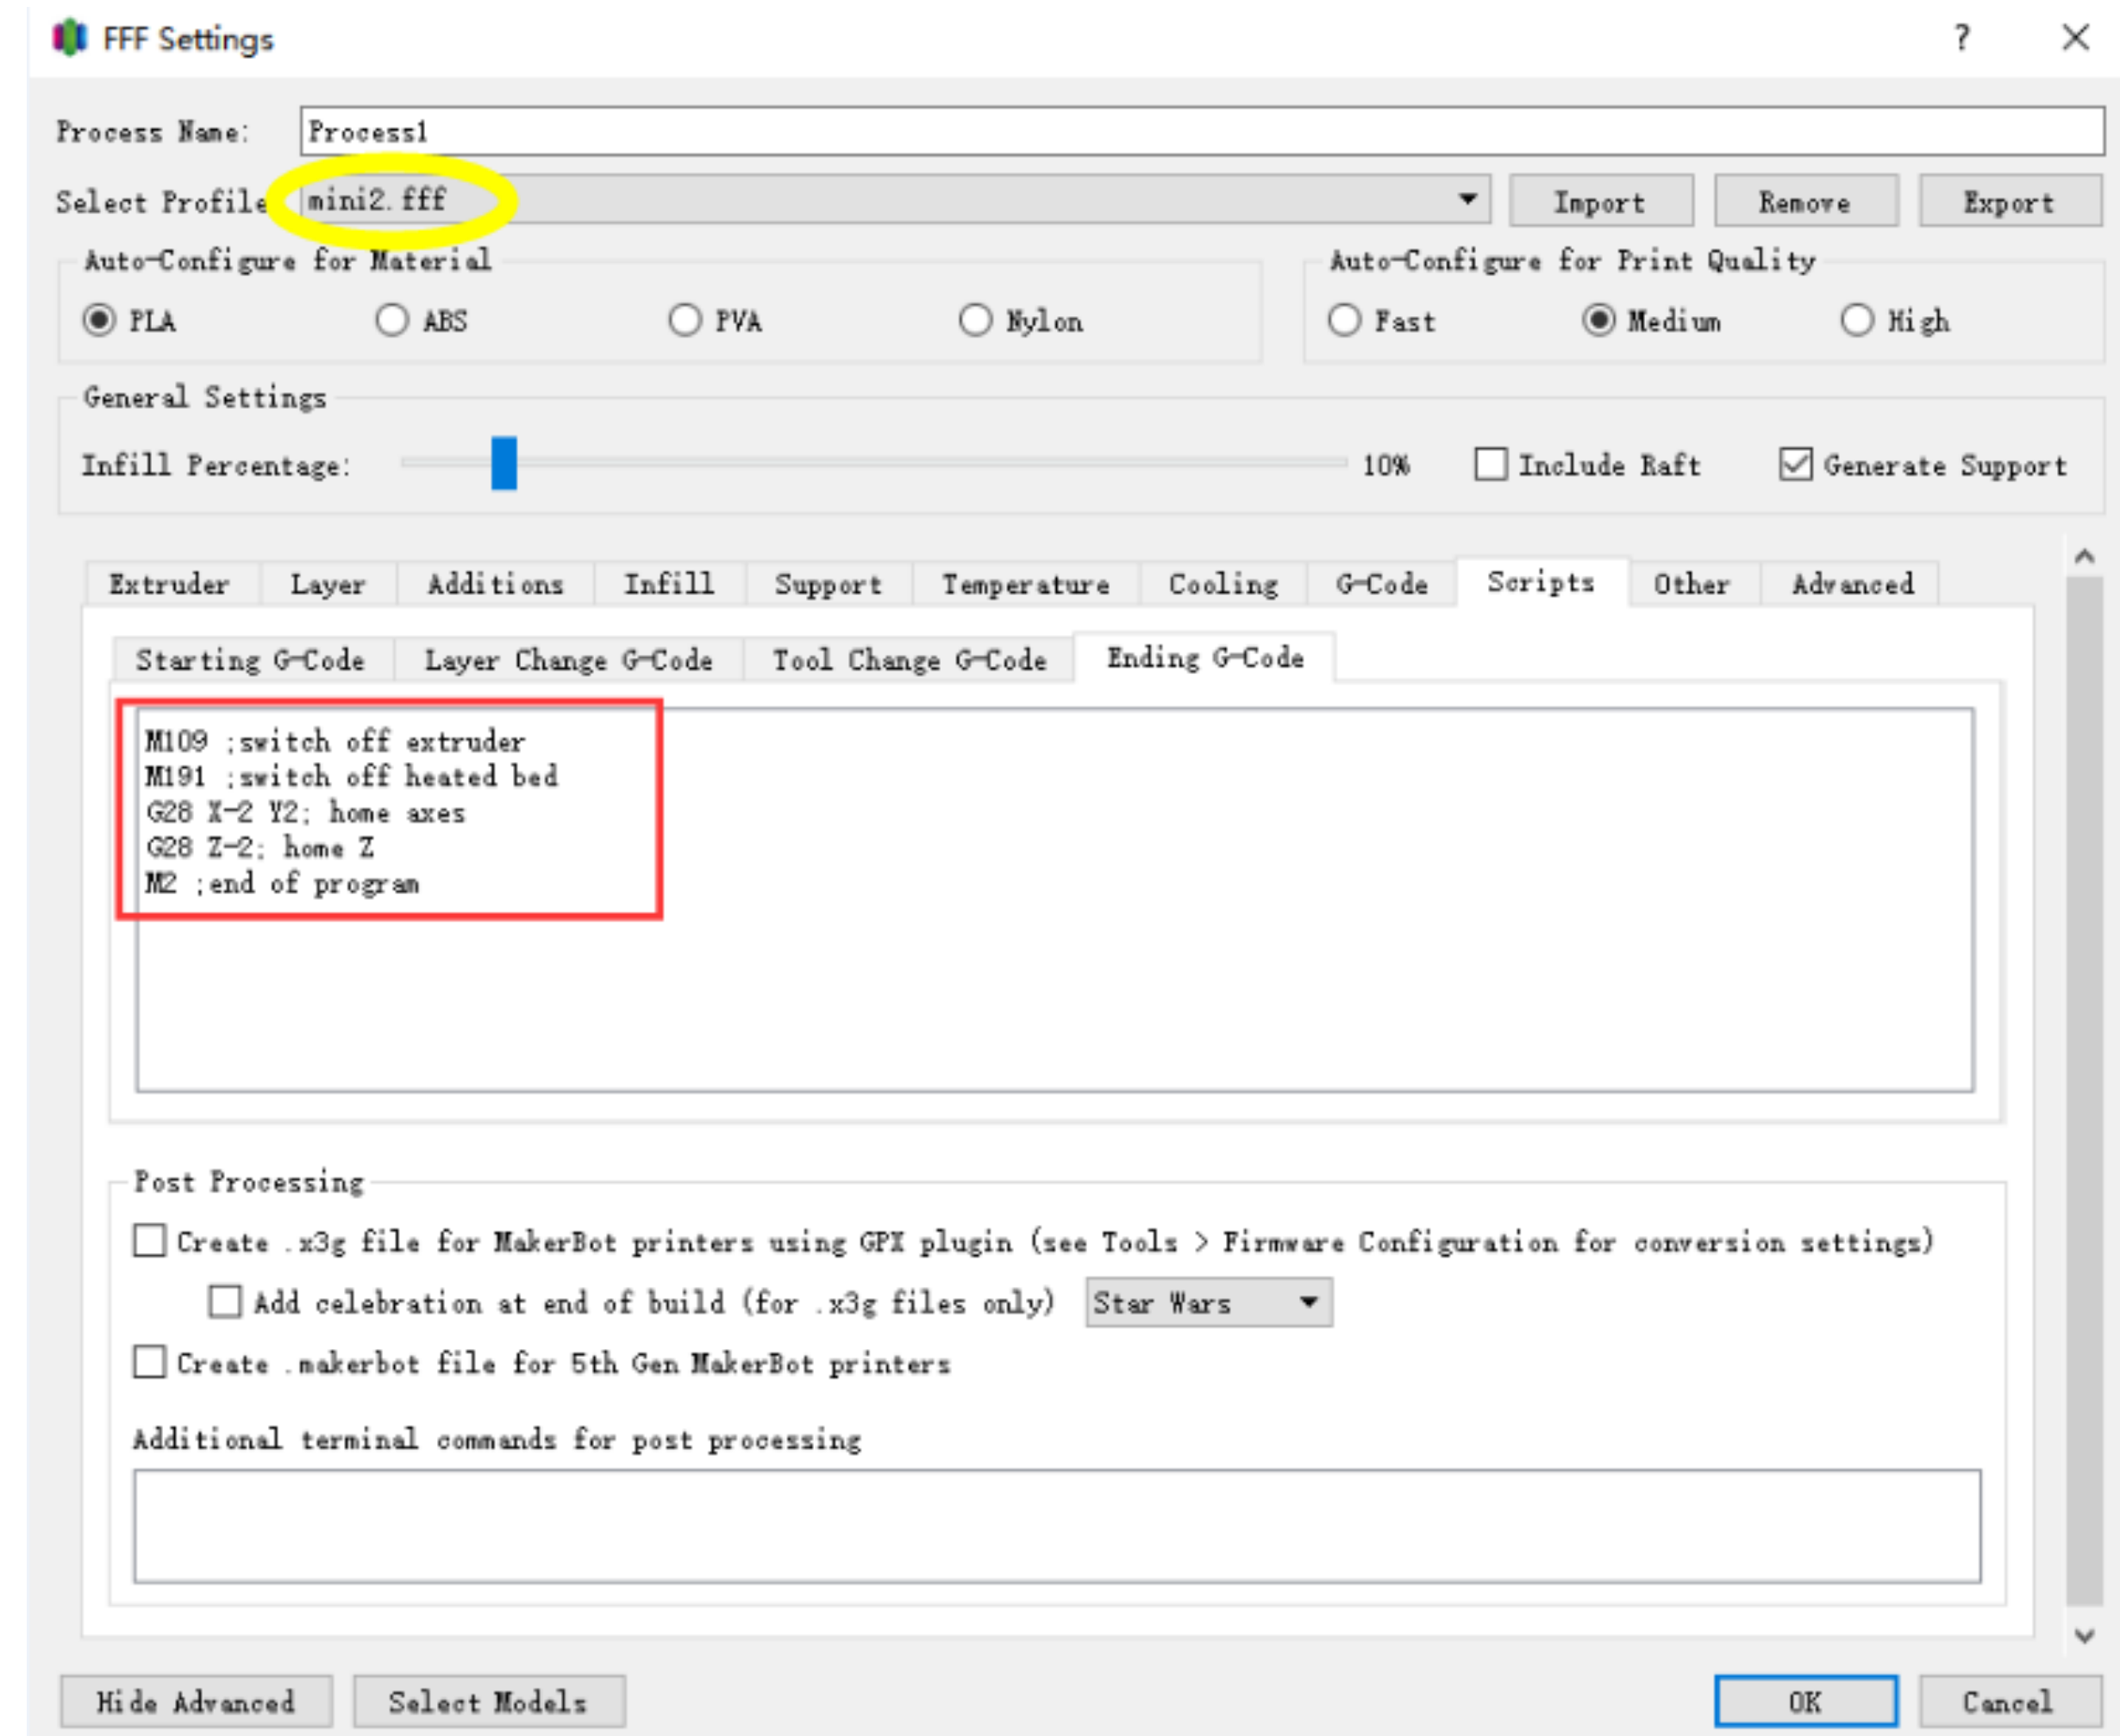 FFF Settings
Process Name: Process1
Select Profile mini2.fff Import Remove Export
Auto-Configure for Material Auto-Configure for Print Quality
PLA ABS PVA Nylon Fast Medium High
General Settings
Infill Percentage: 10% Include Raft Generate Support
Extruder Layer Additions Infill Support Temperature Cooling G-Code Scripts Other Advanced
Starting G-Code Layer Change G-Code Tool Change G-Code Ending G-Code
M109 ;switch off extruder
M191 ;switch off heated bed
G28 X-2 Y2; home axes
G28 Z-2; home Z
M2 ;end of program
Post Processing
Create .x3g file for MakerBot printers using GPX plugin (see Tools > Firmware Configuration for conversion settings)
Add celebration at end of build (for .x3g files only) Star Wars
Create .makerbot file for 5th Gen MakerBot printers
Additional terminal commands for post processing
Hide Advanced Select Models OK Cancel